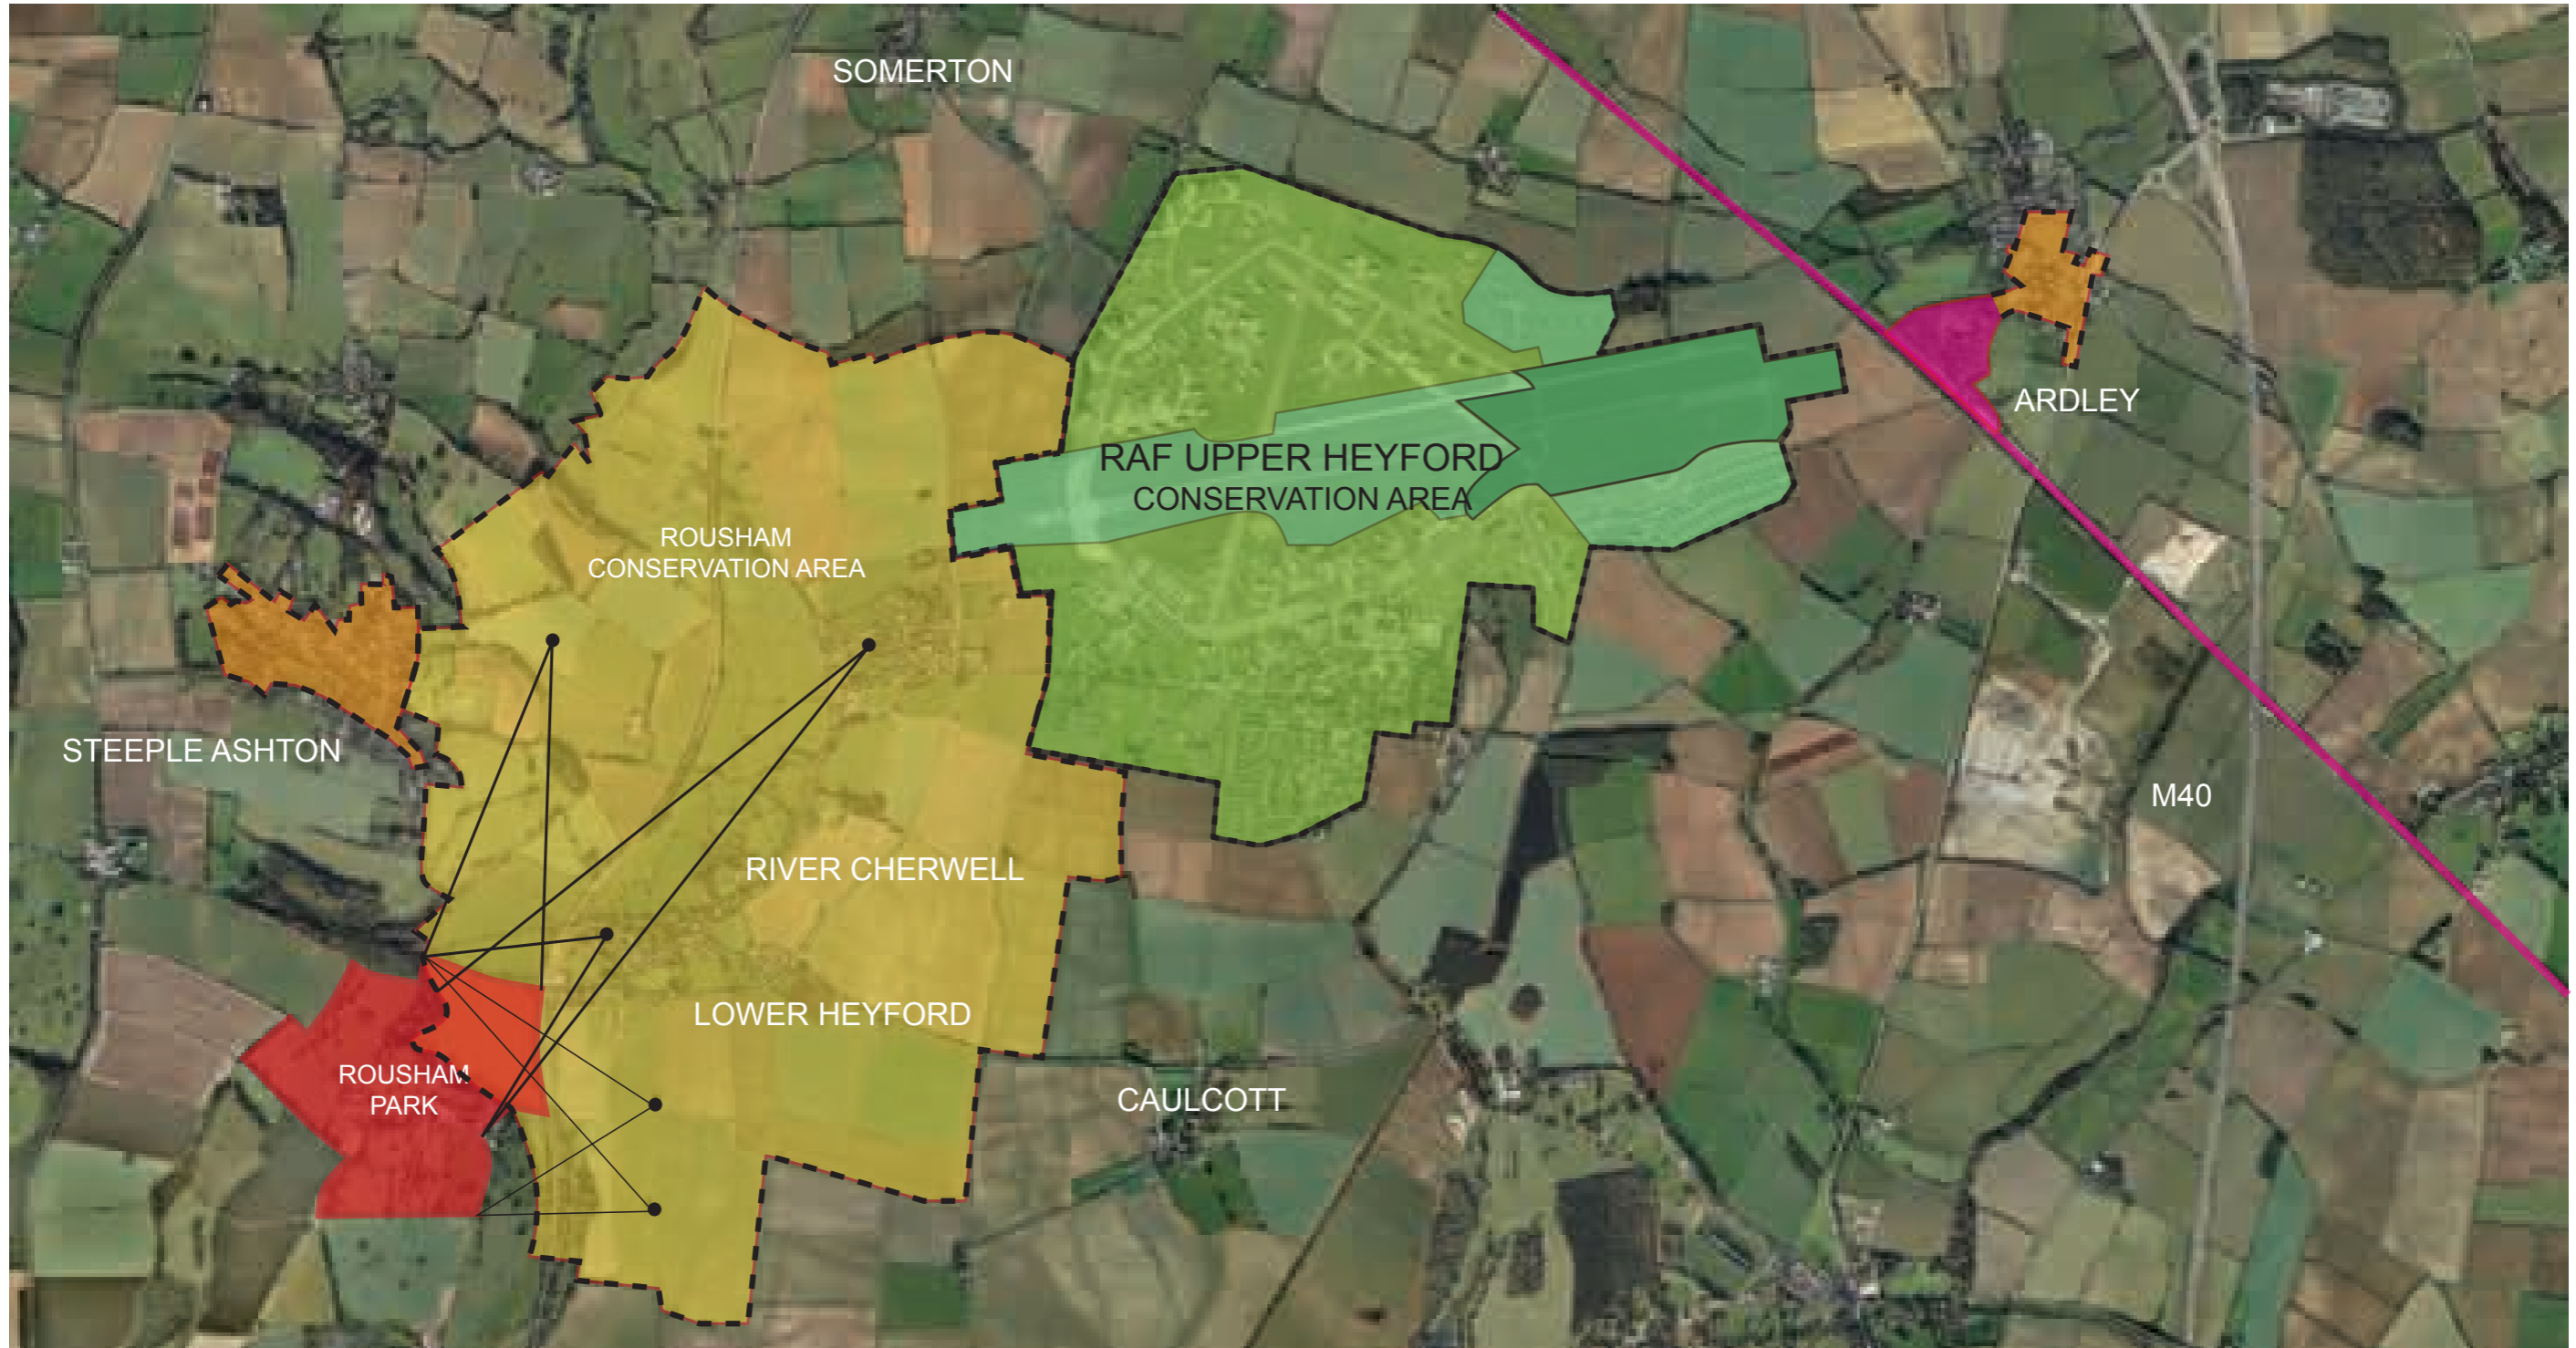 SOMERTON
ARDLEY
RAF UPPER HEYFORD
CONSERVATION AREA
ROUSHAM
CONSERVATION AREA
STEEPLE ASHTON
M40
RIVER CHERWELL
LOWER HEYFORD
ROUSHAM
PARK
CAULCOTT